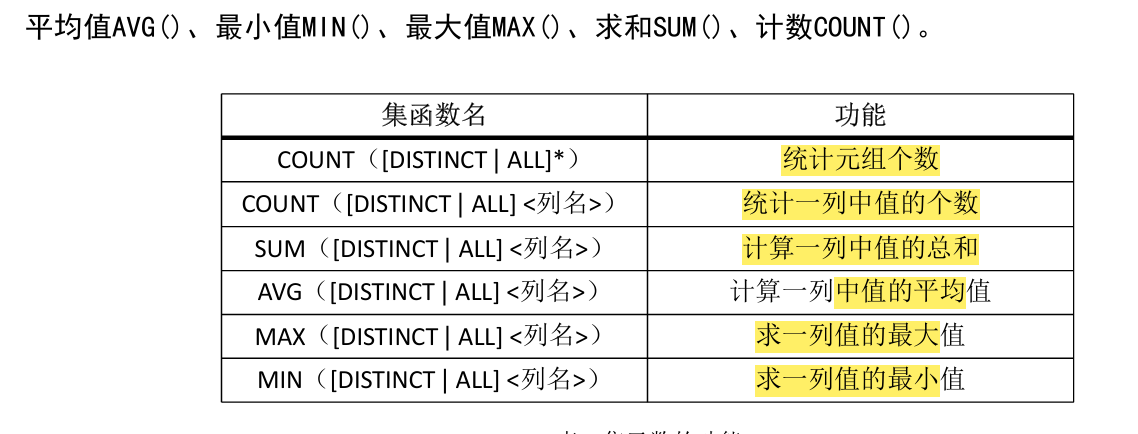 平均值AVG()、最小值MIN()、最大值MAX()、求和SUM()、计数COUNT()。
集函数名 功能
COUNT（[DISTINCT | ALL]*） 统计元组个数
COUNT（[DISTINCT | ALL] <列名>） 统计一列中值的个数
SUM（[DISTINCT | ALL] <列名>） 计算一列中值的总和
AVG（[DISTINCT | ALL] <列名>） 计算一列中值的平均值
MAX（[DISTINCT | ALL] <列名>） 求一列值的最大值
MIN（[DISTINCT | ALL] <列名>） 求一列值的最小值